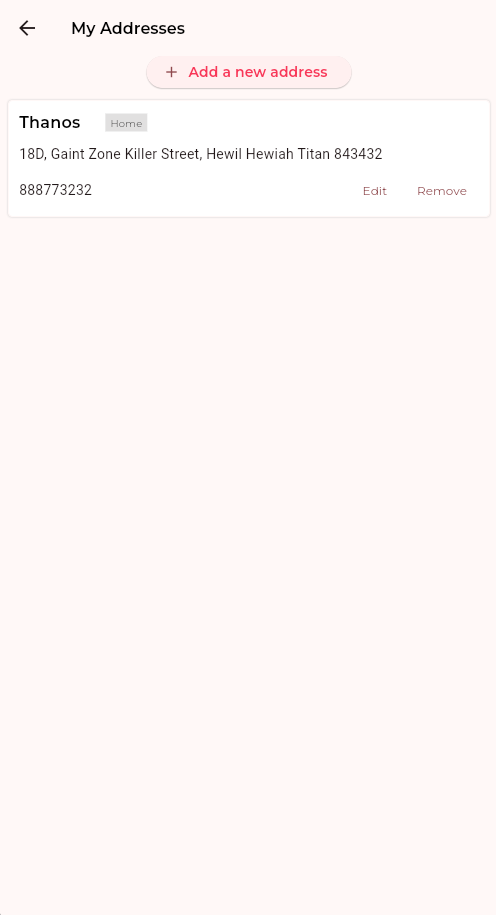 My Addresses
+ Add a new address
Thanos Home
18D, Gaint Zone Killer Street, Hewil Hewiah Titan 843432
888773232 Edit Remove